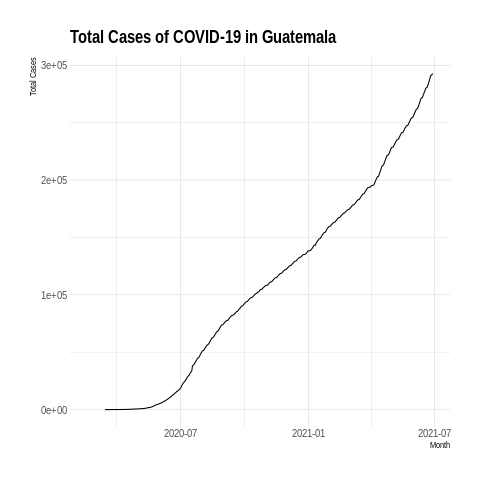 Total Cases of COVID-19 in Guatemala
Total Cases
3e+05
2e+05
1e+05
0e+00
2020-07 2021-01 2021-07
Month